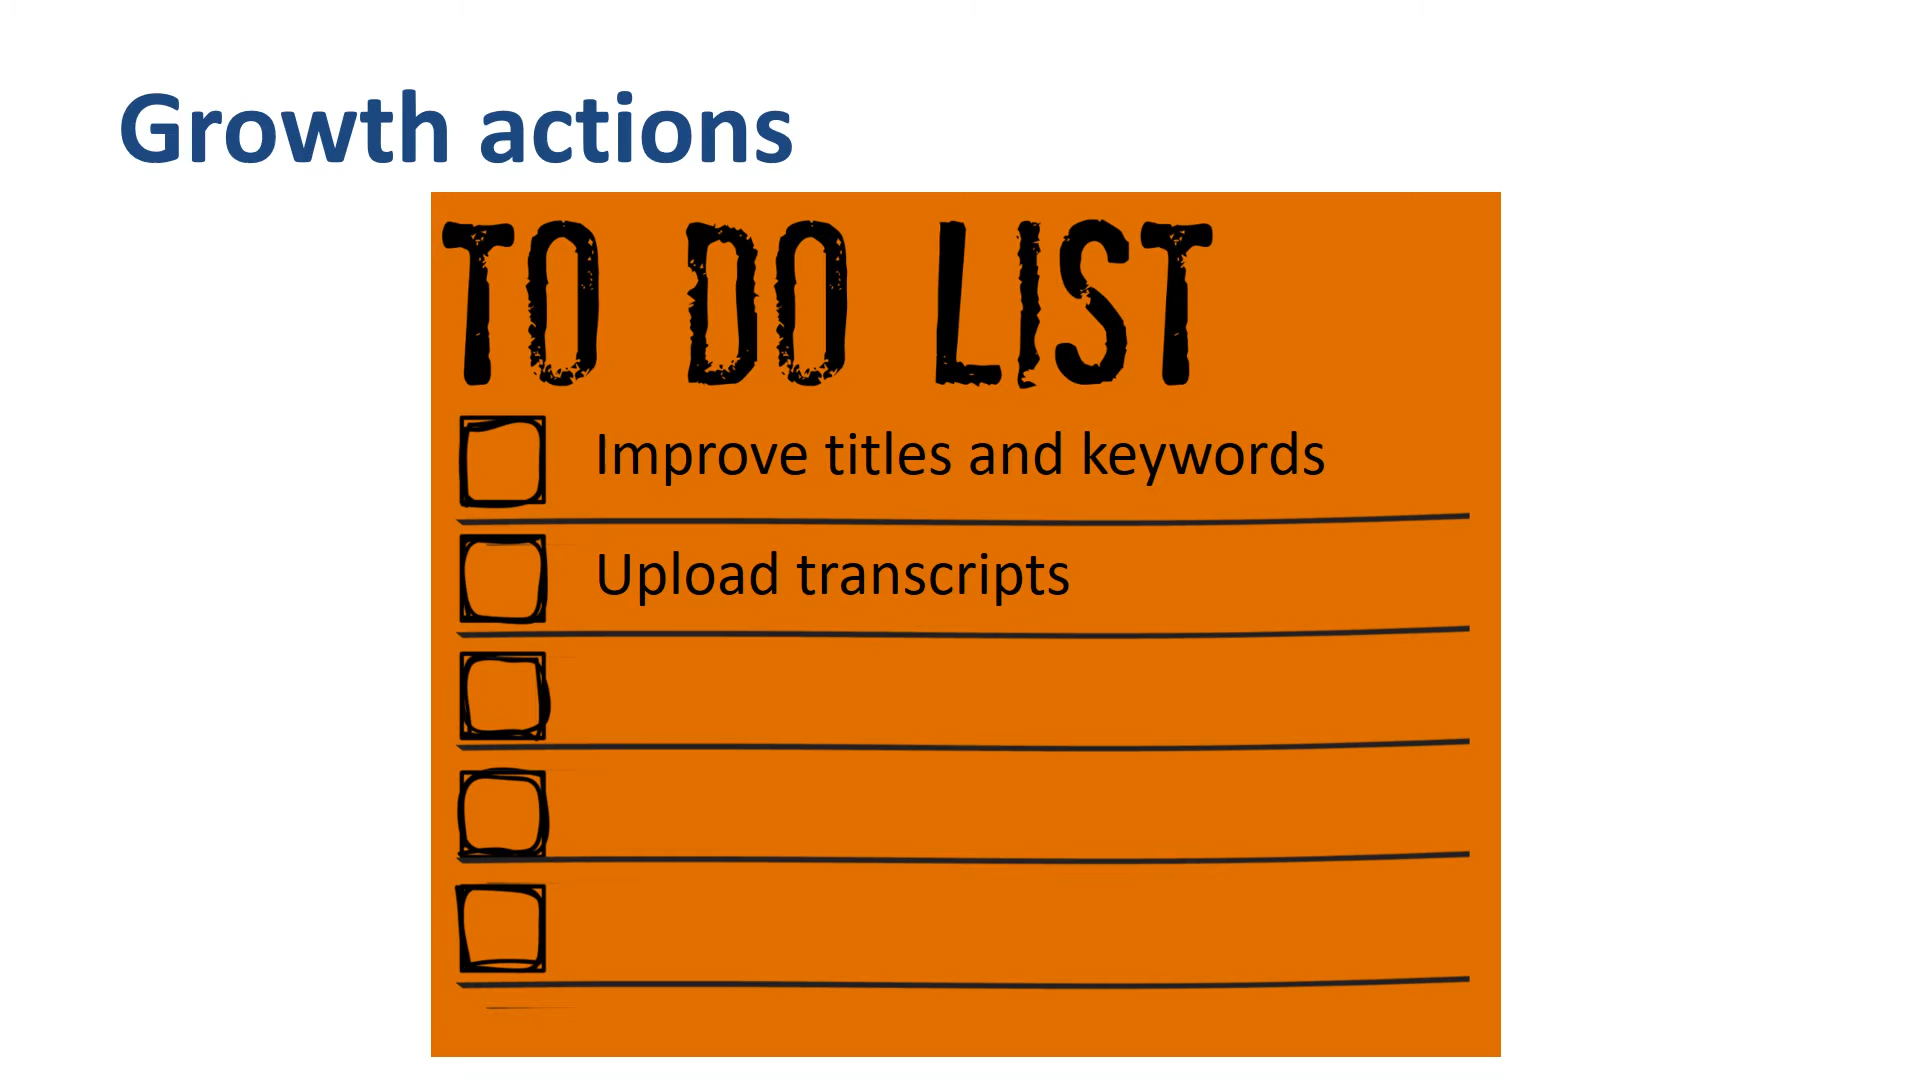 Growth actions
TO DO LIST
Improve titles and keywords
Upload transcripts